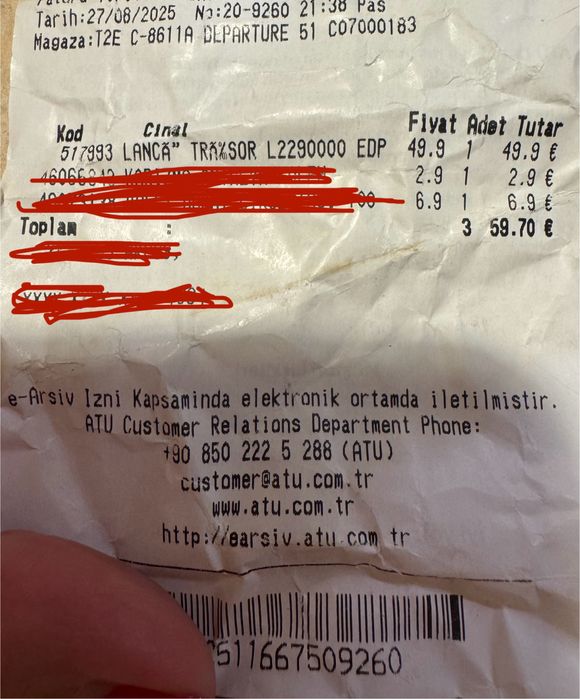 Tarih:27/08/2025 No:20-9260 21:38 Pas
Magaza:T2E C-8611A DEPARTURE 51 C07000183
Kod Cinsi Fiyat Adet Tutar
517993 LANCÃ” TRÃ‰SOR L2290000 EDP 49.9 1 49.9 €
2.9 1 2.9 €
6.9 1 6.9 €
Toplam : 3 59.70 €
e-Arsiv Izni Kapsaminda elektronik ortamda iletilmistir.
ATU Customer Relations Department Phone:
+90 850 222 5 288 (ATU)
customer@atu.com.tr
www.atu.com.tr
http://earsiv.atu.com tr
511667509260